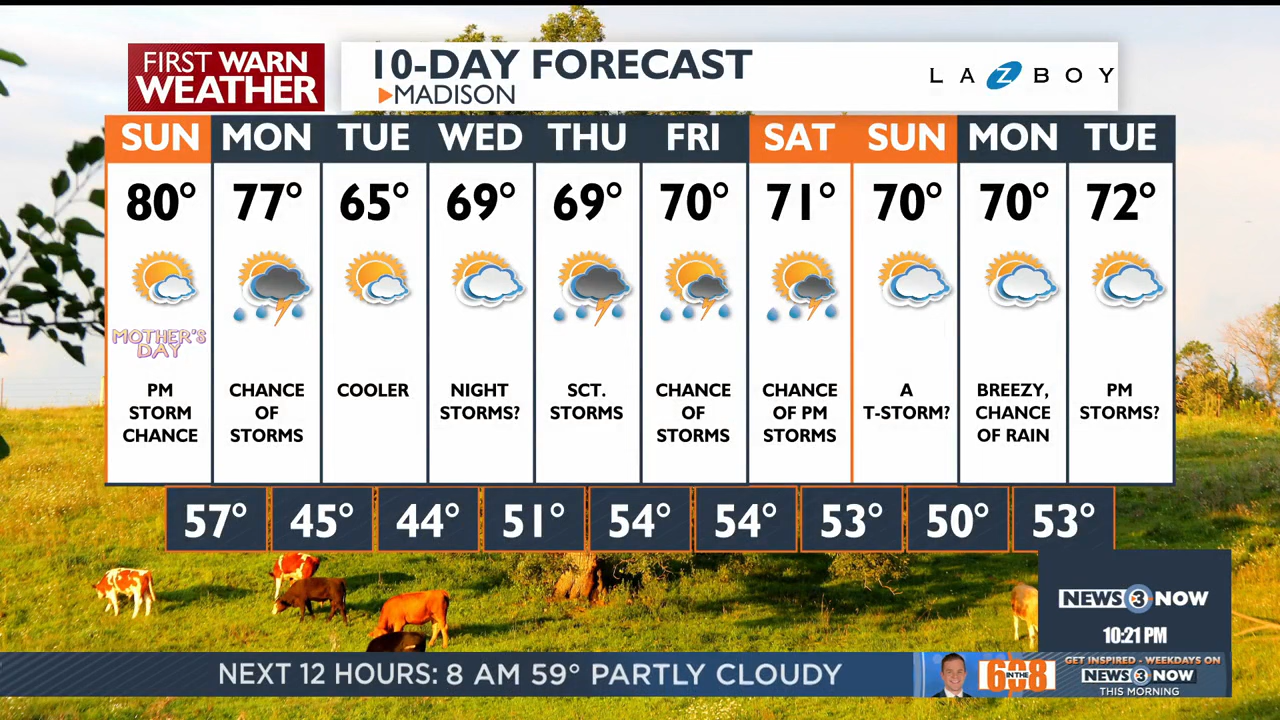 FIRST WARN
WEATHER
10-DAY FORECAST
MADISON
LA Z BOY
SUN MON TUE WED THU FRI SAT SUN MON TUE
80° 77° 65° 69° 69° 70° 71° 70° 70° 72°
MOTHER'S
DAY
PM
STORM
CHANCE
CHANCE
OF
STORMS
COOLER
NIGHT
STORMS?
SCT.
STORMS
CHANCE
OF
STORMS
CHANCE
OF PM
STORMS
A
T-STORM?
BREEZY,
CHANCE
OF RAIN
PM
STORMS?
57° 45° 44° 51° 54° 54° 53° 50° 53°
NEWS 3 NOW
10:21 PM
NEXT 12 HOURS: 8 AM 59° PARTLY CLOUDY
IN THE 608
GET INSPIRED - WEEKDAYS ON
NEWS 3 NOW
THIS MORNING